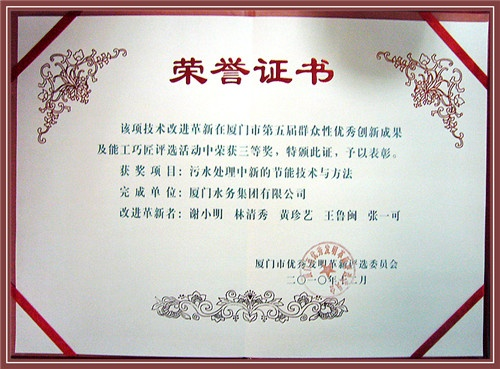 荣誉证书
该项技术改进革新在厦门市第五届群众性优秀创新成果
及能工巧匠评选活动中荣获三等奖，特颁此证，予以表彰。
获奖项目：污水处理中新的节能技术与方法
完成单位：厦门水务集团有限公司
改进革新者：谢小明 林清秀 黄珍艺 王鲁闽 张一可
厦门市优秀发明革新评选委员会
二〇一〇年十二月